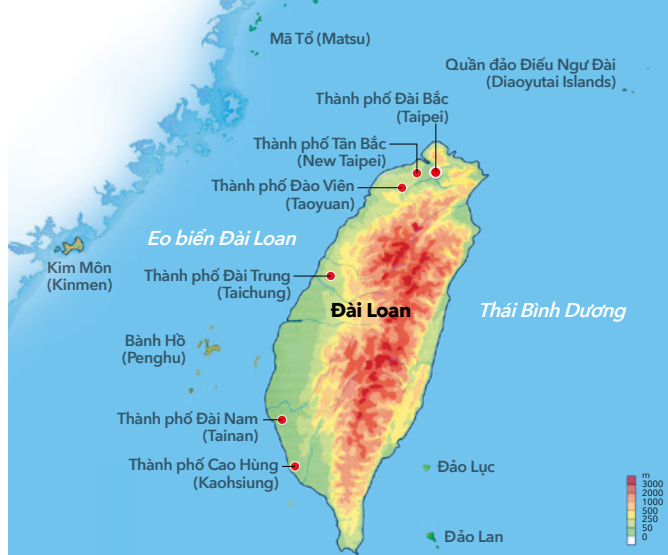 Mã Tổ (Matsu)
Quần đảo Điếu Ngư Đài
(Diaoyutai Islands)
Thành phố Đài Bắc
(Taipei)
Thành phố Tân Bắc
(New Taipei)
Thành phố Đào Viên
(Taoyuan)
Eo biển Đài Loan
Kim Môn
(Kinmen)
Thành phố Đài Trung
(Taichung)
Đài Loan
Thái Bình Dương
Bành Hồ
(Penghu)
Thành phố Đài Nam
(Tainan)
Thành phố Cao Hùng
(Kaohsiung)
Đảo Lục
Đảo Lan
m
3000
2000
1000
500
250
50
0